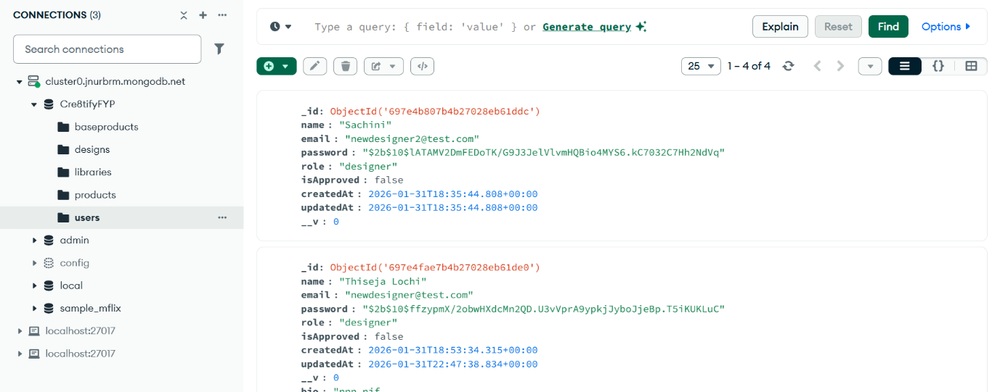 CONNECTIONS (3)
Search connections
cluster0.jnurbrm.mongodb.net
Cre8tifyFYP
baseproducts
designs
libraries
products
users
admin
config
local
sample_mflix
localhost:27017
localhost:27017
Type a query: { field: 'value' } or Generate query
Explain
Reset
Find
Options
25
1 – 4 of 4
_id: ObjectId('697e4b807b4b27028eb61ddc')
name : "Sachini"
email : "newdesigner2@test.com"
password : "$2b$10$lATAMV2DmFEDoTK/G9J3JelVlvmHQBio4MYS6.kC7032C7Hh2NdVq"
role : "designer"
isApproved : false
createdAt : 2026-01-31T18:35:44.808+00:00
updatedAt : 2026-01-31T18:35:44.808+00:00
__v : 0
_id: ObjectId('697e4fae7b4b27028eb61de0')
name : "Thiseja Lochi"
email : "newdesigner@test.com"
password : "$2b$10$ffzypmX/2obwHXdcMn2QD.U3vVprA9ypkjJyboJjeBp.T5iKUKLuC"
role : "designer"
isApproved : false
createdAt : 2026-01-31T18:53:34.315+00:00
updatedAt : 2026-01-31T22:47:38.834+00:00
__v : 0
bio :